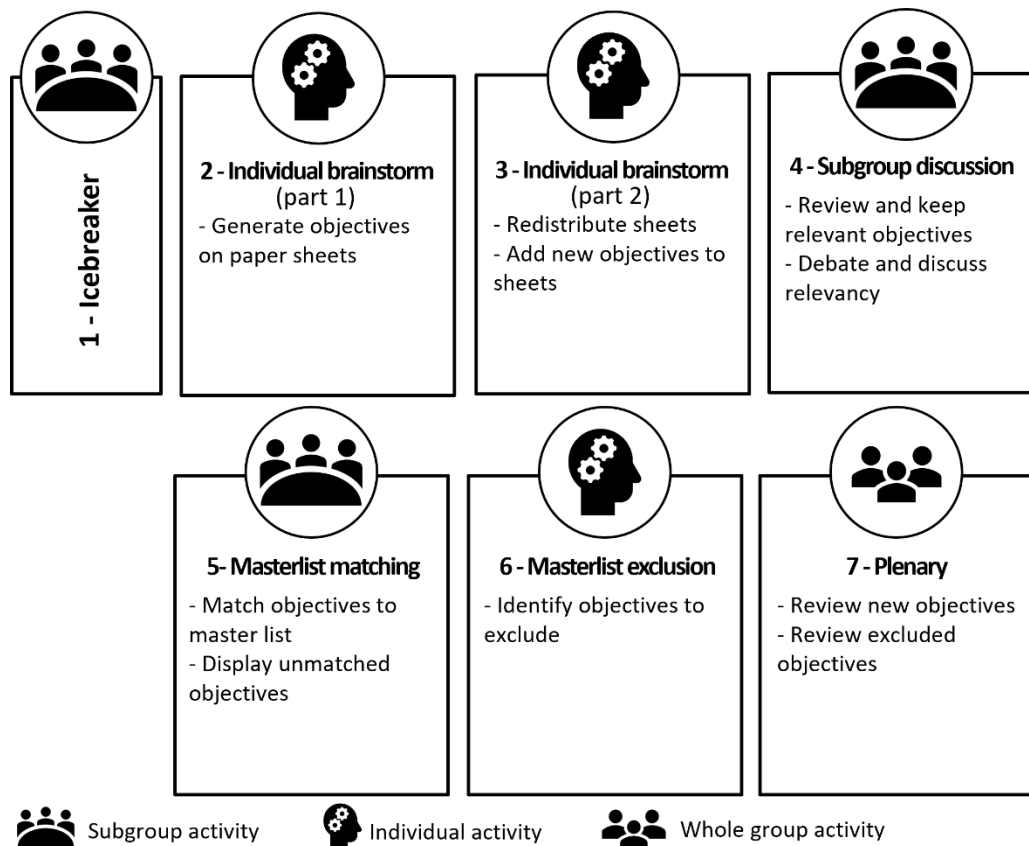 1 - Icebreaker
2 - Individual brainstorm
(part 1)
- Generate objectives
on paper sheets
3 - Individual brainstorm
(part 2)
- Redistribute sheets
- Add new objectives to
sheets
4 - Subgroup discussion
- Review and keep
relevant objectives
- Debate and discuss
relevancy
5- Masterlist matching
- Match objectives to
master list
- Display unmatched
objectives
6 - Masterlist exclusion
- Identify objectives to
exclude
7 - Plenary
- Review new objectives
- Review excluded
objectives
Subgroup activity
Individual activity
Whole group activity